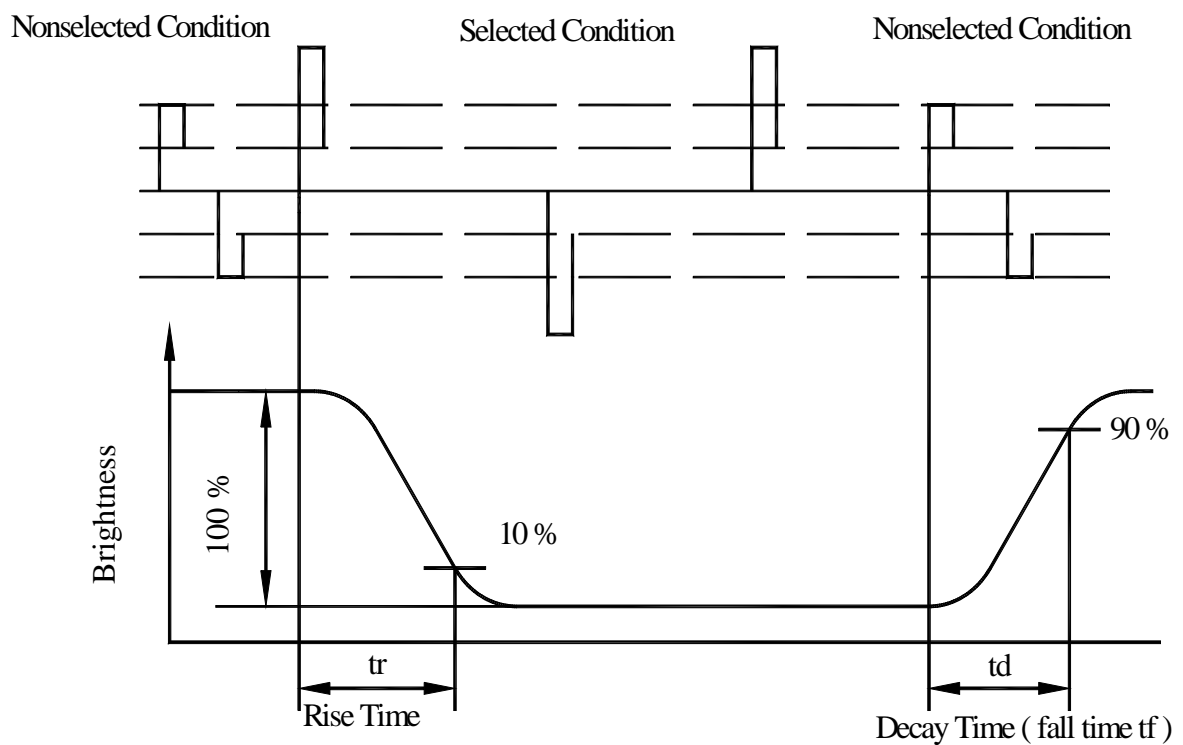 Nonselected Condition
Selected Condition
Nonselected Condition
Brightness
100 %
10 %
90 %
tr
Rise Time
td
Decay Time ( fall time tf )